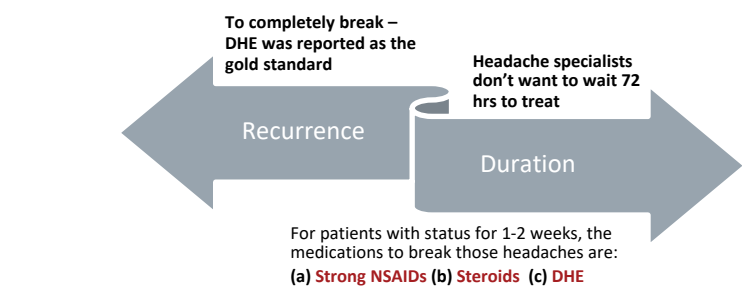 To completely break –
DHE was reported as the
gold standard
Headache specialists
don’t want to wait 72
hrs to treat
Recurrence
Duration
For patients with status for 1-2 weeks, the
medications to break those headaches are:
(a) Strong NSAIDs (b) Steroids (c) DHE